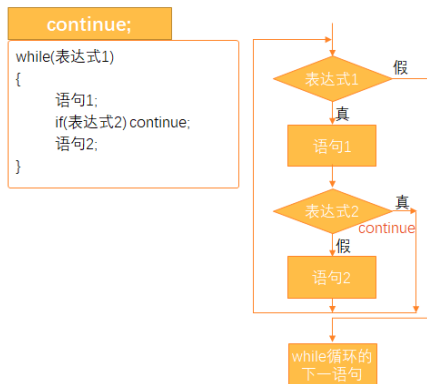 continue;
while(表达式1)
{
语句1;
if(表达式2) continue;
语句2;
}
表达式1
假
真
语句1
表达式2
真
continue
假
语句2
while循环的
下一语句